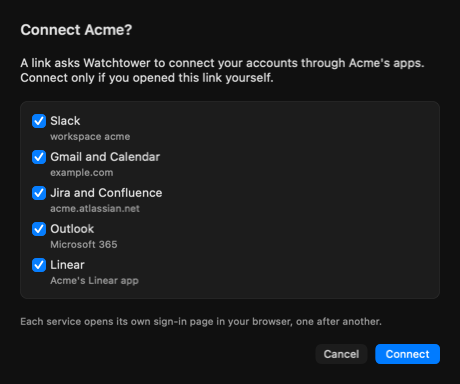 Connect Acme?
A link asks Watchtower to connect your accounts through Acme's apps.
Connect only if you opened this link yourself.
Slack
workspace acme
Gmail and Calendar
example.com
Jira and Confluence
acme.atlassian.net
Outlook
Microsoft 365
Linear
Acme's Linear app
Each service opens its own sign-in page in your browser, one after another.
Cancel Connect